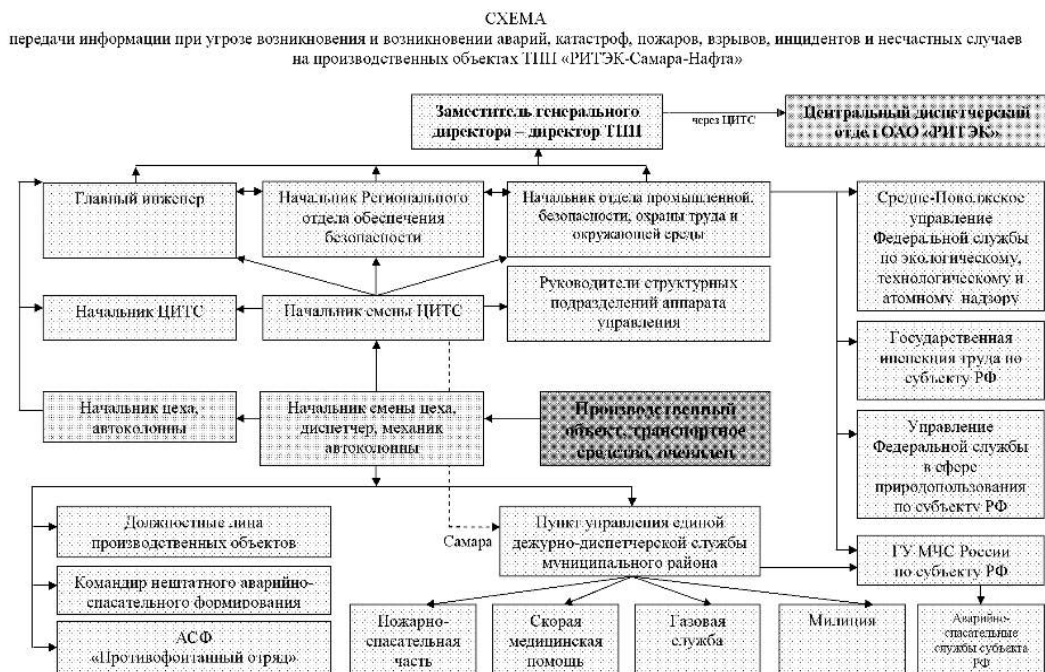 СХЕМА
передачи информации при угрозе возникновения и возникновении аварий, катастроф, пожаров, взрывов, инцидентов и несчастных случаев
на производственных объектах ТПП «РИТЭК-Самара-Нафта»
Заместитель генерального
директора – директор ТПП
через ЦИТС
Центральный диспетчерский
отдел ОАО «РИТЭК»
Главный инженер
Начальник Регионального
отдела обеспечения
безопасности
Начальник отдела промышленной,
безопасности, охраны труда и
окружающей среды
Средне-Поволжское
управление
Федеральной службы
по экологическому,
технологическому и
атомному надзору
Начальник ЦИТС
Начальник смены ЦИТС
Руководители структурных
подразделений аппарата
управления
Государственная
инспекция труда по
субъекту РФ
Начальник цеха,
автоколонны
Начальник смены цеха,
диспетчер, механик
автоколонны
Производственный
объект, транспортное
средство, очевидец
Управление
Федеральной службы
в сфере
природопользования
по субъекту РФ
Должностные лица
производственных объектов
Самара
Пункт управления единой
дежурно-диспетчерской службы
муниципального района
ГУ МЧС России
по субъекту РФ
Командир нештатного аварийно-
спасательного формирования
АСФ
«Противофонтанный отряд»
Пожарно-
спасательная
часть
Скорая
медицинская
помощь
Газовая
служба
Милиция
Аварийно-
спасательные
службы субъекта
РФ